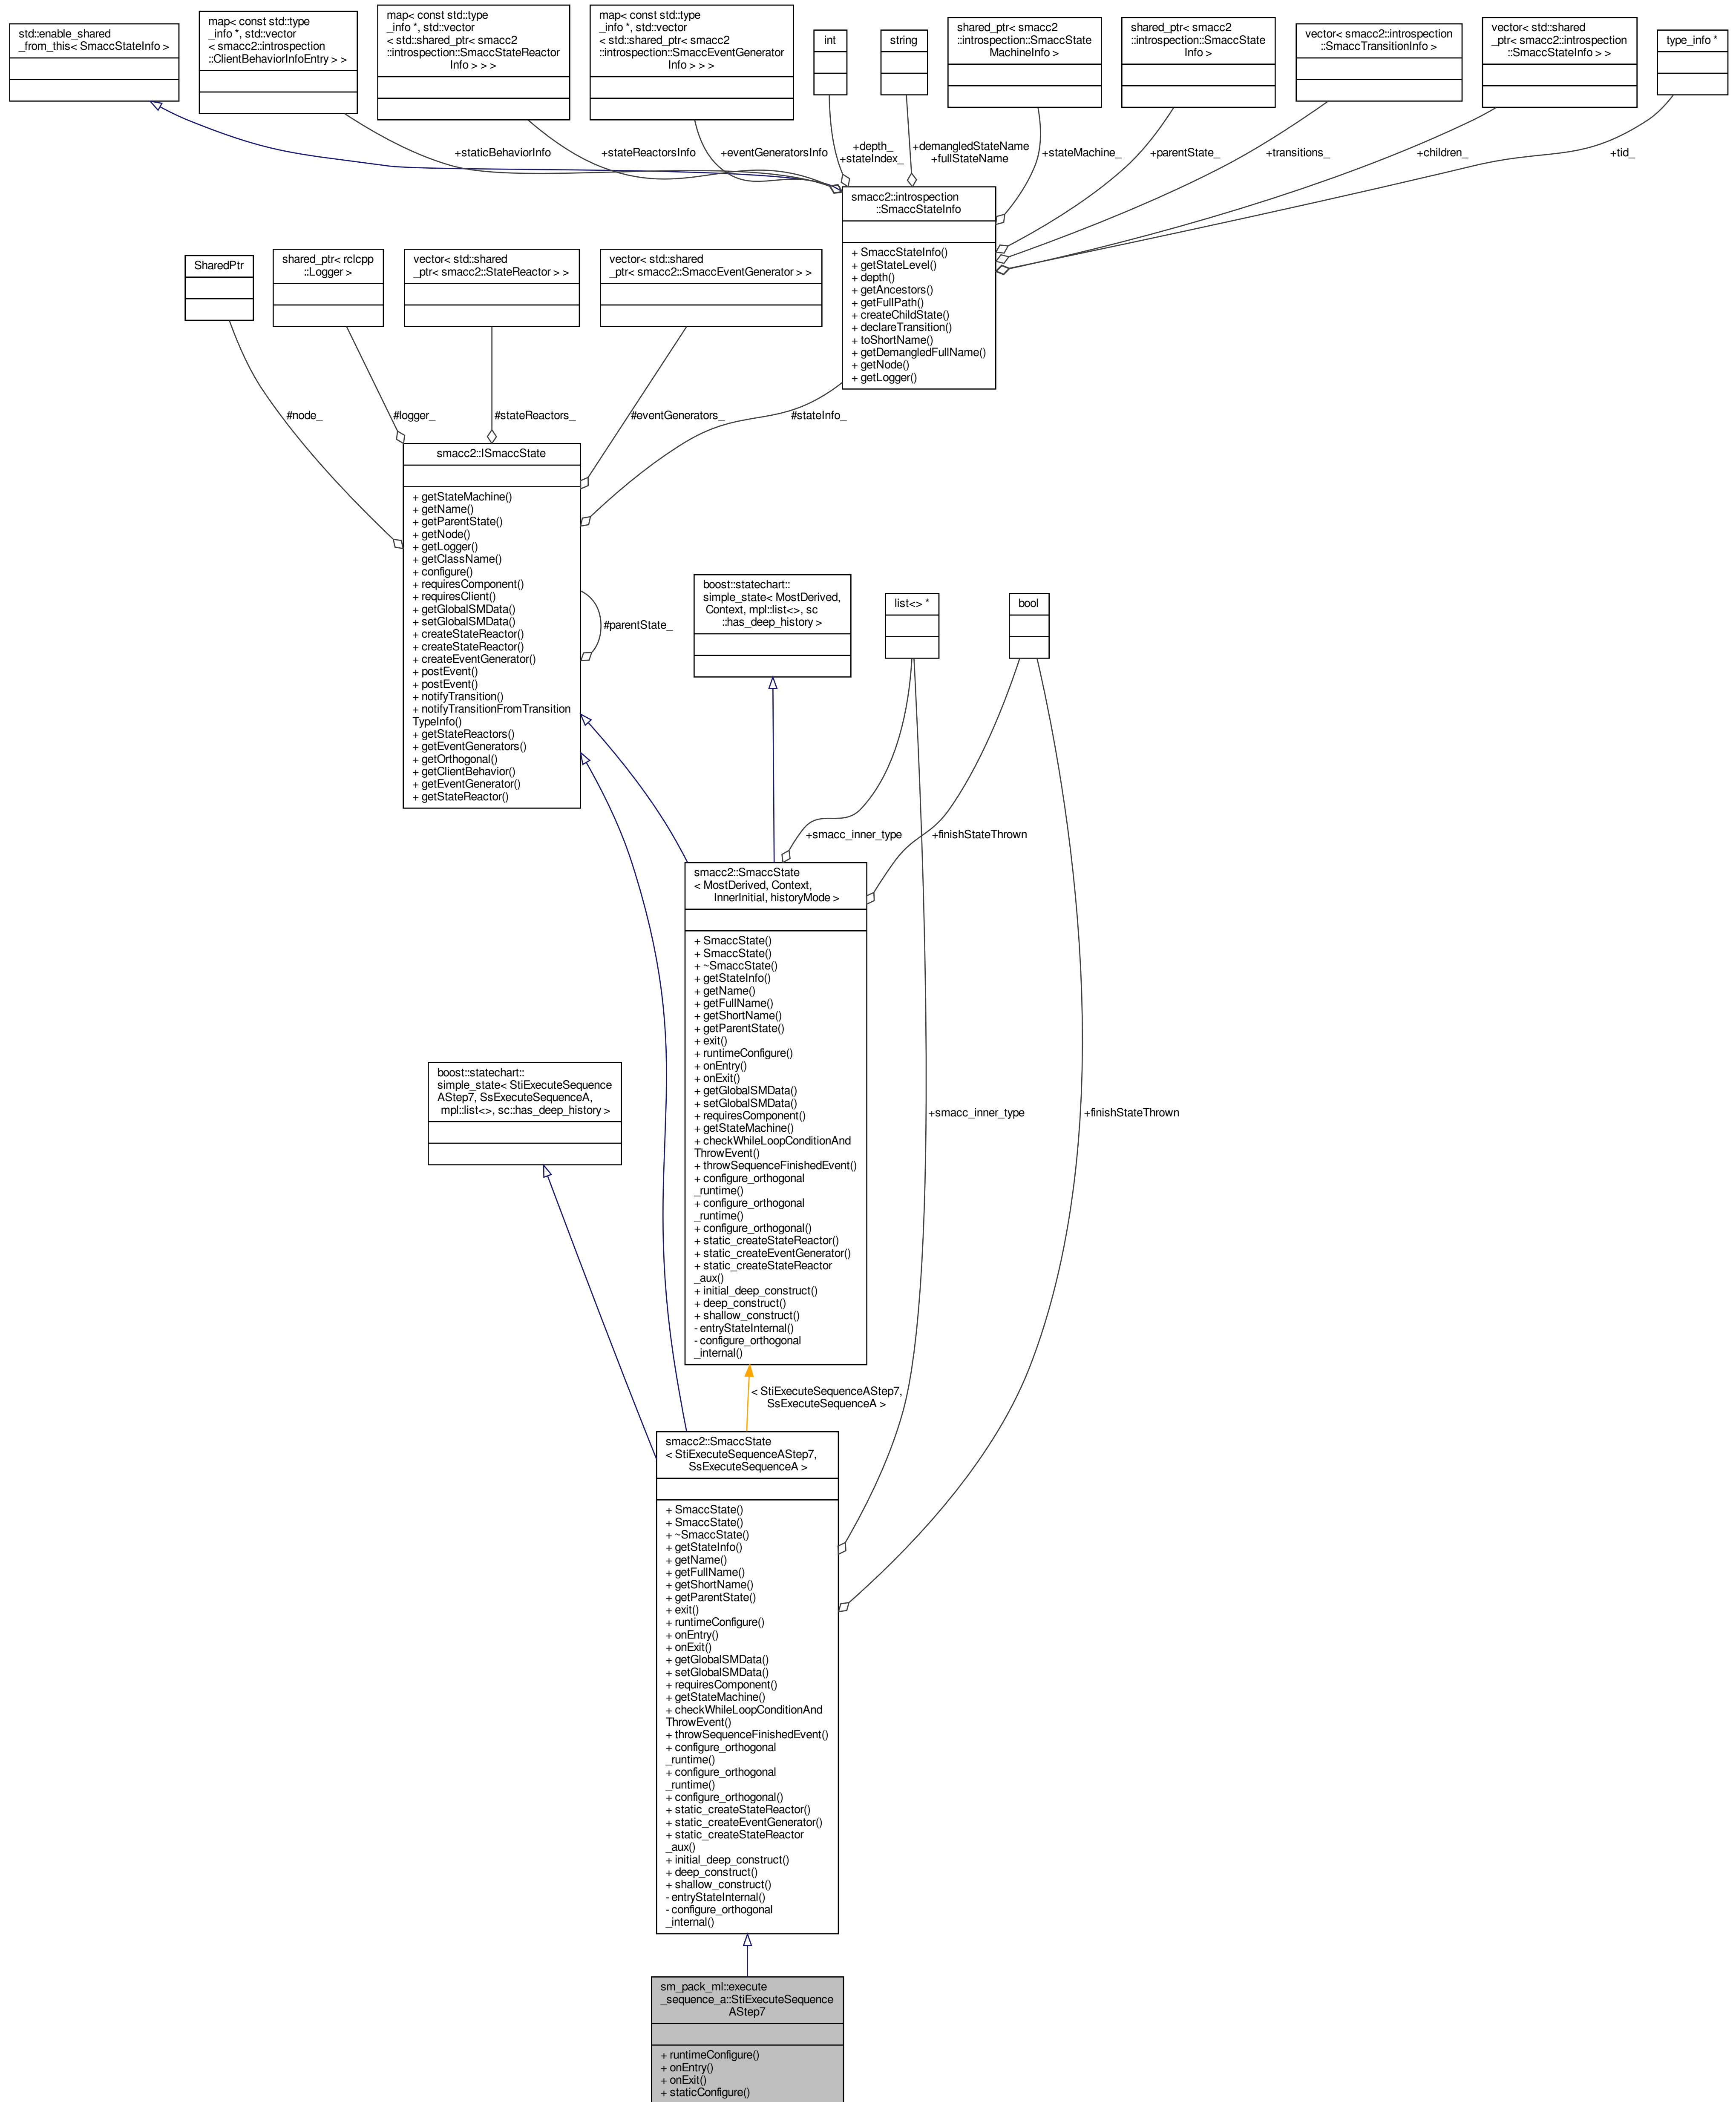 std::enable_shared
_from_this< SmaccStateInfo >
map< const std::type
_info *, std::vector
< smacc2::introspection
::ClientBehaviorInfoEntry > >
map< const std::type
_info *, std::vector
< std::shared_ptr< smacc2
::introspection::SmaccStateReactor
Info > > >
map< const std::type
_info *, std::vector
< std::shared_ptr< smacc2
::introspection::SmaccEventGenerator
Info > > >
int
string
shared_ptr< smacc2
::introspection::SmaccState
MachineInfo >
shared_ptr< smacc2
::introspection::SmaccState
Info >
vector< smacc2::introspection
::SmaccTransitionInfo >
vector< std::shared
_ptr< smacc2::introspection
::SmaccStateInfo > >
type_info *
+staticBehaviorInfo
+stateReactorsInfo
+eventGeneratorsInfo
+depth_
+stateIndex_
+demangledStateName
+fullStateName
+stateMachine_
+parentState_
+transitions_
+children_
+tid_
smacc2::introspection
::SmaccStateInfo
+ SmaccStateInfo()
+ getStateLevel()
+ depth()
+ getAncestors()
+ getFullPath()
+ createChildState()
+ declareTransition()
+ toShortName()
+ getDemangledFullName()
+ getNode()
+ getLogger()
SharedPtr
shared_ptr< rclcpp
::Logger >
vector< std::shared
_ptr< smacc2::StateReactor > >
vector< std::shared
_ptr< smacc2::SmaccEventGenerator > >
#node_
#logger_
#stateReactors_
#eventGenerators_
#stateInfo_
smacc2::ISmaccState
+ getStateMachine()
+ getName()
+ getParentState()
+ getNode()
+ getLogger()
+ getClassName()
+ configure()
+ requiresComponent()
+ requiresClient()
+ getGlobalSMData()
+ setGlobalSMData()
+ createStateReactor()
+ createStateReactor()
+ createEventGenerator()
+ postEvent()
+ postEvent()
+ notifyTransition()
+ notifyTransitionFromTransition
TypeInfo()
+ getStateReactors()
+ getEventGenerators()
+ getOrthogonal()
+ getClientBehavior()
+ getEventGenerator()
+ getStateReactor()
#parentState_
boost::statechart::
simple_state< MostDerived,
Context, mpl::list<>, sc
::has_deep_history >
list<> *
bool
+smacc_inner_type
+finishStateThrown
smacc2::SmaccState
< MostDerived, Context,
InnerInitial, historyMode >
+ SmaccState()
+ SmaccState()
+ ~SmaccState()
+ getStateInfo()
+ getName()
+ getFullName()
+ getShortName()
+ getParentState()
+ exit()
+ runtimeConfigure()
+ onEntry()
+ onExit()
+ getGlobalSMData()
+ setGlobalSMData()
+ requiresComponent()
+ getStateMachine()
+ checkWhileLoopConditionAnd
ThrowEvent()
+ throwSequenceFinishedEvent()
+ configure_orthogonal
_runtime()
+ configure_orthogonal
_runtime()
+ configure_orthogonal()
+ static_createStateReactor()
+ static_createEventGenerator()
+ static_createStateReactor
_aux()
+ initial_deep_construct()
+ deep_construct()
+ shallow_construct()
- entryStateInternal()
- configure_orthogonal
_internal()
boost::statechart::
simple_state< StiExecuteSequence
AStep7, SsExecuteSequenceA,
mpl::list<>, sc::has_deep_history >
+smacc_inner_type
+finishStateThrown
< StiExecuteSequenceAStep7,
SsExecuteSequenceA >
smacc2::SmaccState
< StiExecuteSequenceAStep7,
SsExecuteSequenceA >
+ SmaccState()
+ SmaccState()
+ ~SmaccState()
+ getStateInfo()
+ getName()
+ getFullName()
+ getShortName()
+ getParentState()
+ exit()
+ runtimeConfigure()
+ onEntry()
+ onExit()
+ getGlobalSMData()
+ setGlobalSMData()
+ requiresComponent()
+ getStateMachine()
+ checkWhileLoopConditionAnd
ThrowEvent()
+ throwSequenceFinishedEvent()
+ configure_orthogonal
_runtime()
+ configure_orthogonal
_runtime()
+ configure_orthogonal()
+ static_createStateReactor()
+ static_createEventGenerator()
+ static_createStateReactor
_aux()
+ initial_deep_construct()
+ deep_construct()
+ shallow_construct()
- entryStateInternal()
- configure_orthogonal
_internal()
sm_pack_ml::execute
_sequence_a::StiExecuteSequence
AStep7
+ runtimeConfigure()
+ onEntry()
+ onExit()
+ staticConfigure()